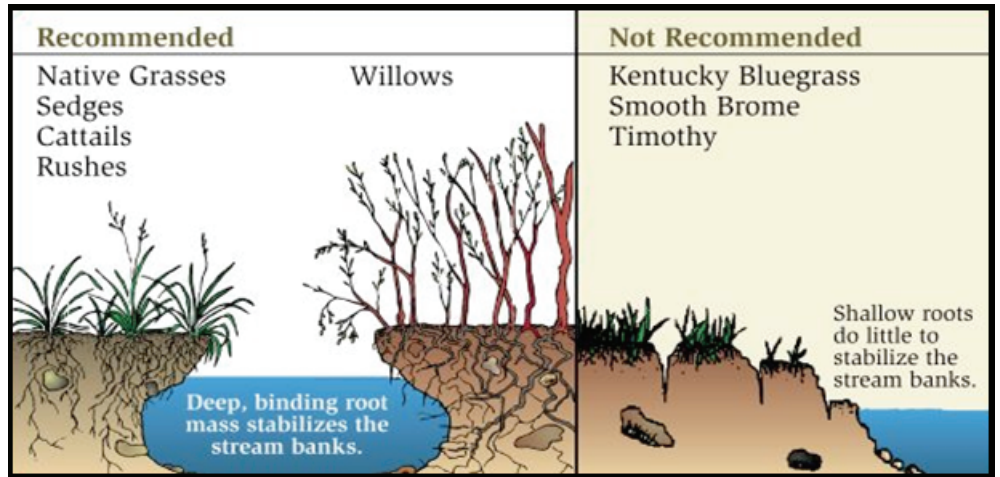 Recommended
Native Grasses
Sedges
Cattails
Rushes
Willows
Deep, binding root
mass stabilizes the
stream banks.
Not Recommended
Kentucky Bluegrass
Smooth Brome
Timothy
Shallow roots
do little to
stabilize the
stream banks.